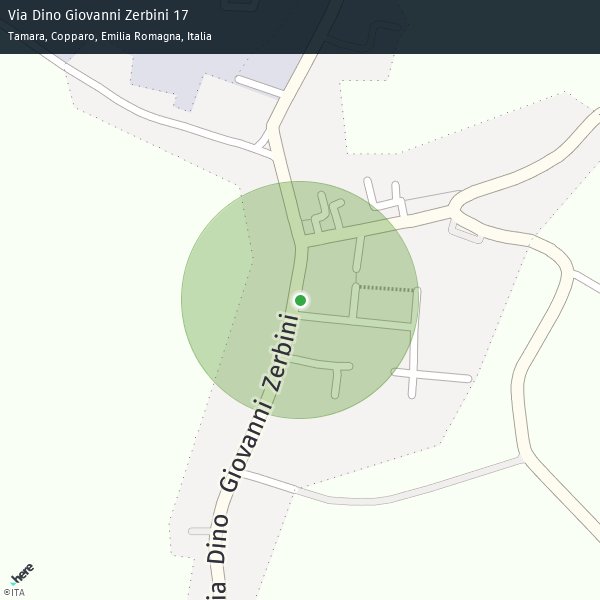 Via Dino Giovanni Zerbini 17
Tamara, Copparo, Emilia Romagna, Italia
ia Dino Giovanni Zerbini
here
©ITA